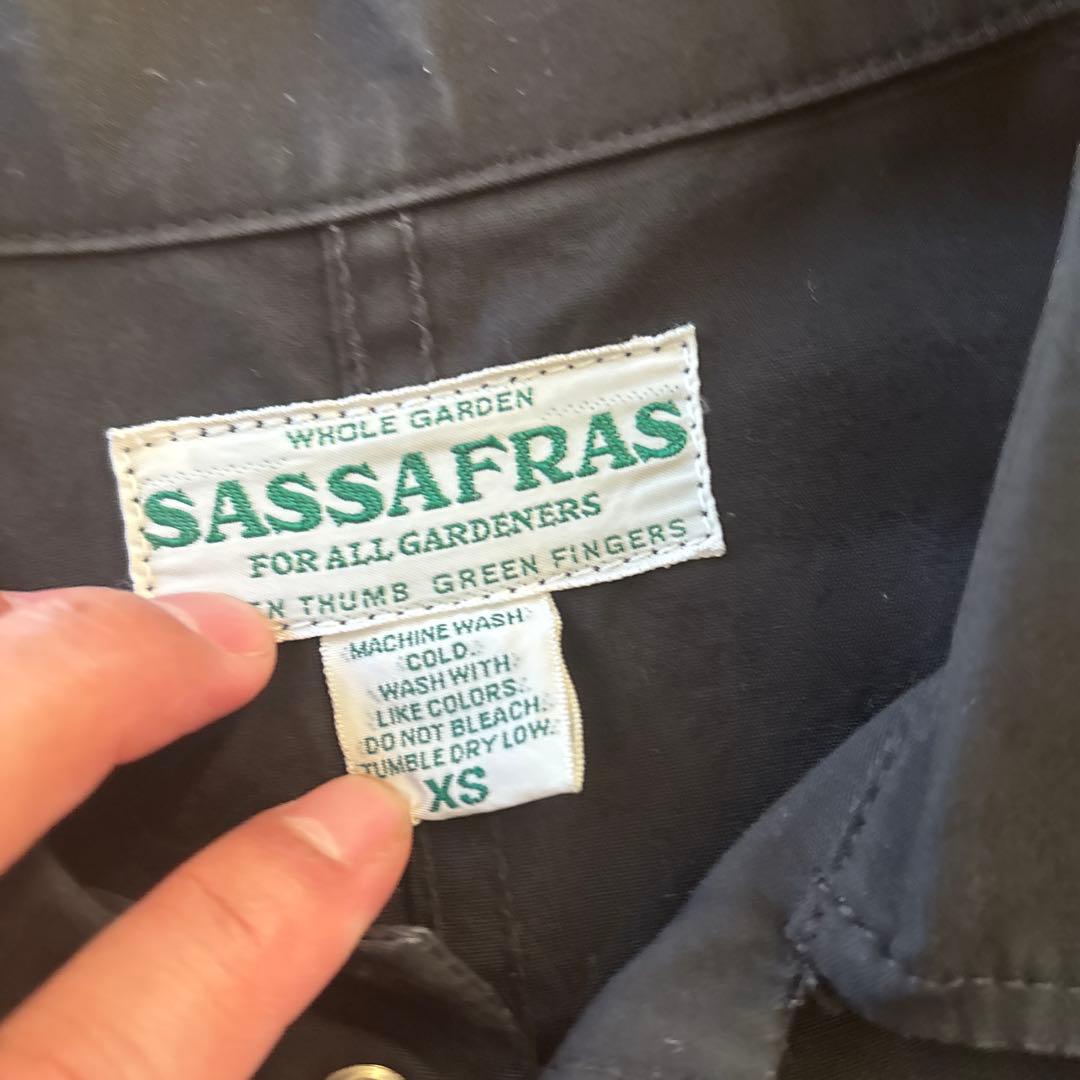 WHOLE GARDEN
SASSAFRAS
FOR ALL GARDENERS
THUMB GREEN FINGERS
MACHINE WASH
COLD.
WASH WITH
LIKE COLORS.
DO NOT BLEACH.
TUMBLE DRY LOW.
XS